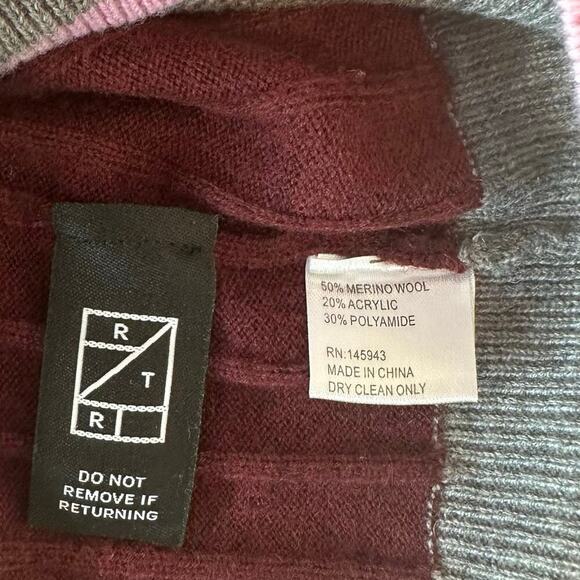 R
T
R
DO NOT
REMOVE IF
RETURNING
50% MERINO WOOL
20% ACRYLIC
30% POLYAMIDE
RN:145943
MADE IN CHINA
DRY CLEAN ONLY